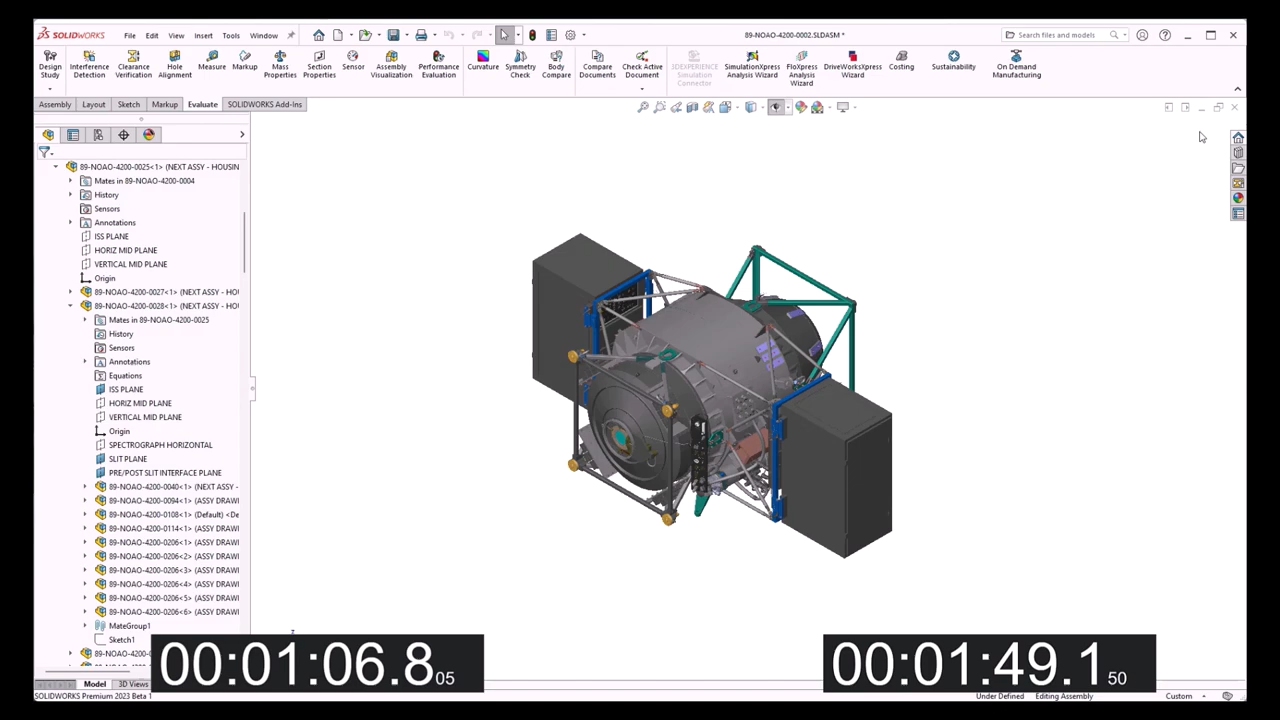 SOLIDWORKS File Edit View Insert Tools Window 89-NOAO-4200-0002.SLDASM * Search files and models
Design Study Interference Detection Clearance Verification Hole Alignment Measure Markup Mass Properties Section Properties Sensor Assembly Visualization Performance Evaluation Curvature Symmetry Check Body Compare Compare Documents Check Active Document 3DEXPERIENCE Simulation Connector SimulationXpress Analysis Wizard FloXpress Analysis Wizard DriveWorksXpress Wizard Costing Sustainability On Demand Manufacturing
Assembly Layout Sketch Markup Evaluate SOLIDWORKS Add-Ins
89-NOAO-4200-0025<1> (NEXT ASSY - HOUSIN
Mates in 89-NOAO-4200-0004
History
Sensors
Annotations
ISS PLANE
HORIZ MID PLANE
VERTICAL MID PLANE
Origin
89-NOAO-4200-0027<1> (NEXT ASSY - HO
89-NOAO-4200-0028<1> (NEXT ASSY - HOU
Mates in 89-NOAO-4200-0025
History
Sensors
Annotations
Equations
ISS PLANE
HORIZ MID PLANE
VERTICAL MID PLANE
Origin
SPECTROGRAPH HORIZONTAL
SLIT PLANE
PRE/POST SLIT INTERFACE PLANE
89-NOAO-4200-0040<1> (NEXT ASSY -
89-NOAO-4200-0094<1> (ASSY DRAWI
89-NOAO-4200-0108<1> (Default) <De
89-NOAO-4200-0114<1> (ASSY DRAWI
89-NOAO-4200-0206<1> (ASSY DRAWI
89-NOAO-4200-0206<2> (ASSY DRAWI
89-NOAO-4200-0206<3> (ASSY DRAWI
89-NOAO-4200-0206<4> (ASSY DRAWI
89-NOAO-4200-0206<5> (ASSY DRAWI
89-NOAO-4200-0206<6> (ASSY DRAWI
MateGroup1
Sketch1
89-NOAO-4200-0
00:01:06.805 00:01:49.150
Model 3D Views
SOLIDWORKS Premium 2023 Beta 1 Under Defined Editing Assembly Custom